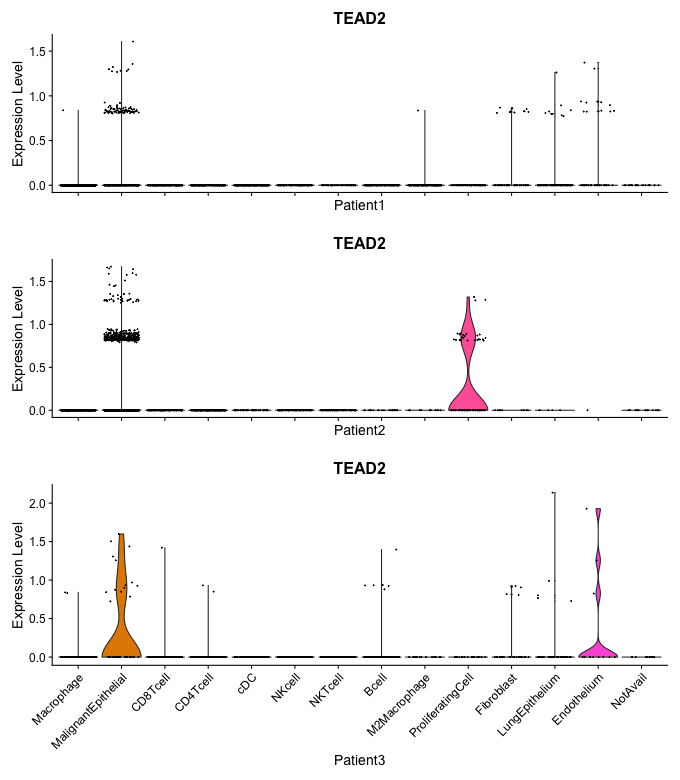 TEAD2
Expression Level
1.5
1.0
0.5
0.0
Patient1
TEAD2
Expression Level
1.5
1.0
0.5
0.0
Patient2
TEAD2
Expression Level
2.0
1.5
1.0
0.5
0.0
Macrophage
MalignantEpithelial
CD8Tcell
CD4Tcell
cDC
NKcell
NKTcell
Bcell
M2Macrophage
ProliferatingCell
Fibroblast
LungEpithelium
Endothelium
NotAvail
Patient3